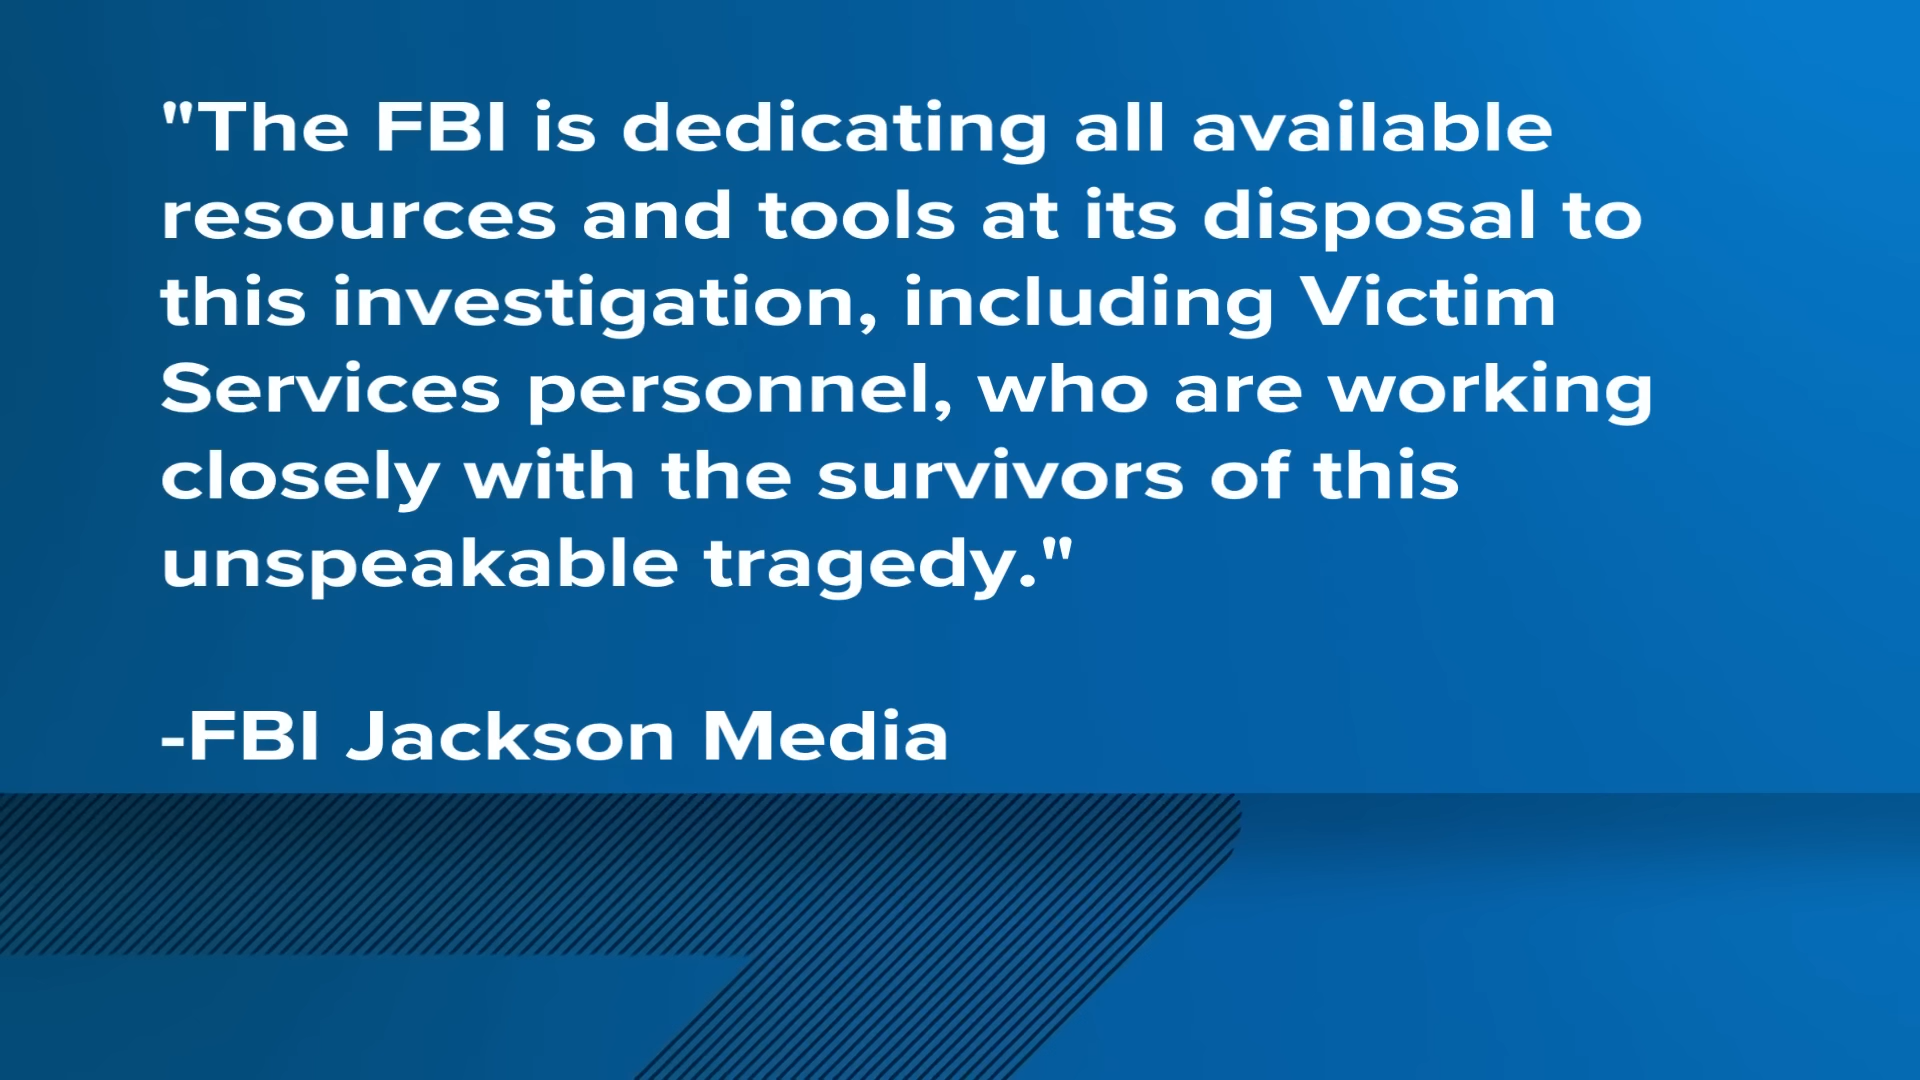 "The FBI is dedicating all available
resources and tools at its disposal to
this investigation, including Victim
Services personnel, who are working
closely with the survivors of this
unspeakable tragedy."
-FBI Jackson Media